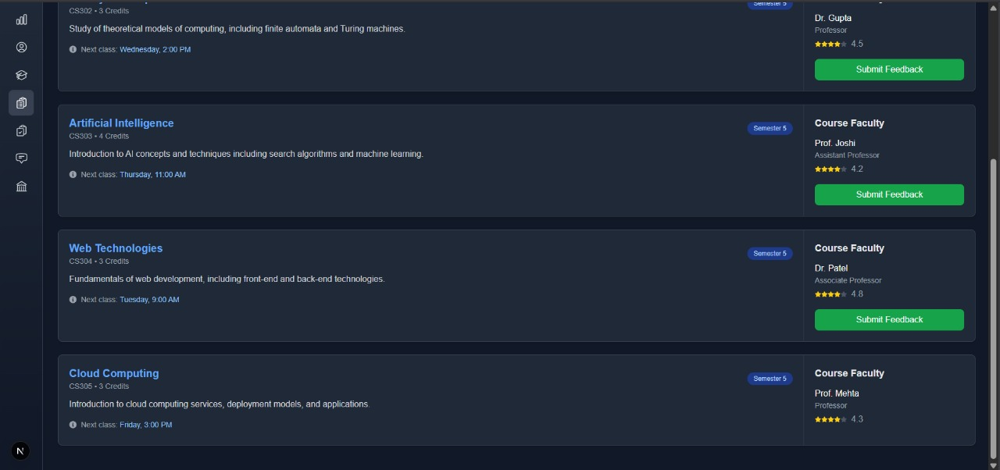 CS302 • 3 Credits
Semester 5
Study of theoretical models of computing, including finite automata and Turing machines.
Next class: Wednesday, 2:00 PM
Dr. Gupta
Professor
4.5
Submit Feedback
Artificial Intelligence
CS303 • 4 Credits
Semester 5
Introduction to AI concepts and techniques including search algorithms and machine learning.
Next class: Thursday, 11:00 AM
Course Faculty
Prof. Joshi
Assistant Professor
4.2
Submit Feedback
Web Technologies
CS304 • 3 Credits
Semester 5
Fundamentals of web development, including front-end and back-end technologies.
Next class: Tuesday, 9:00 AM
Course Faculty
Dr. Patel
Associate Professor
4.8
Submit Feedback
Cloud Computing
CS305 • 3 Credits
Semester 5
Introduction to cloud computing services, deployment models, and applications.
Next class: Friday, 3:00 PM
Course Faculty
Prof. Mehta
Professor
4.3
N